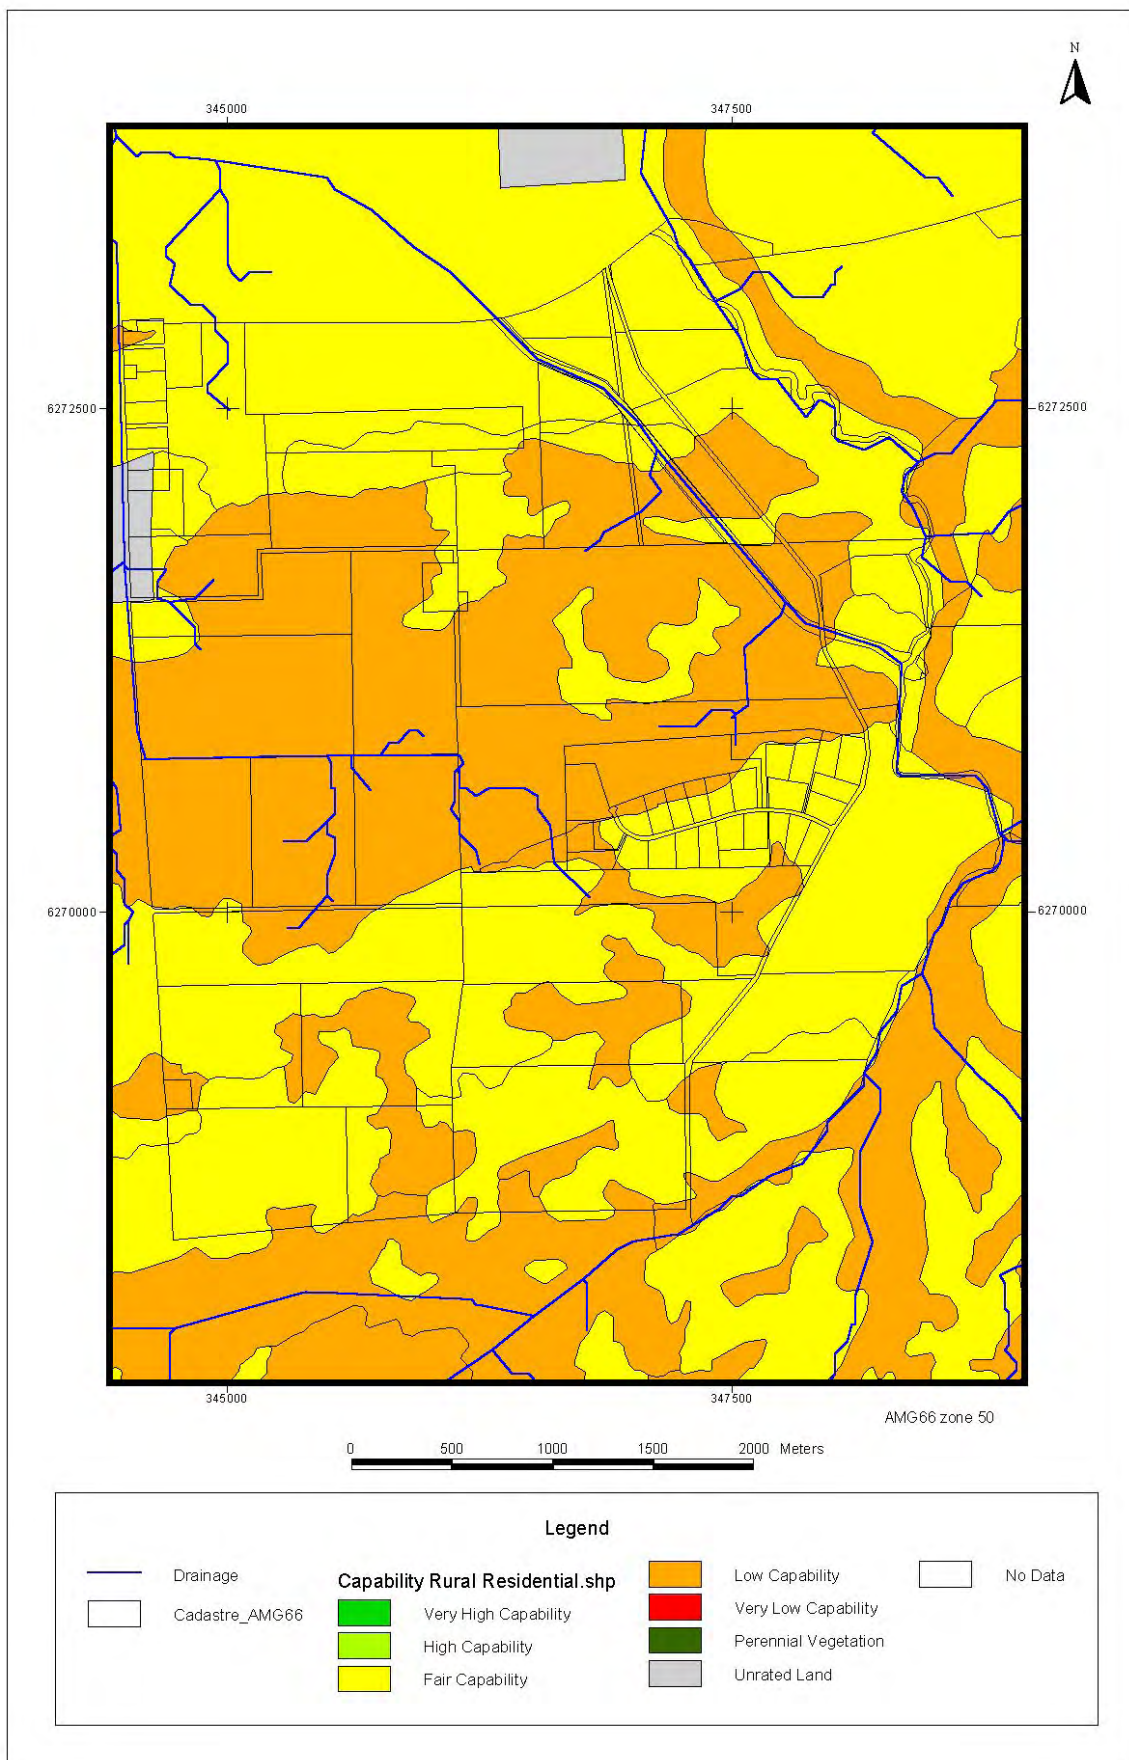 N
345000 347500
6272500 6272500
6270000 6270000
345000 347500
AMG66 zone 50
0 500 1000 1500 2000 Meters
Legend
Drainage
Cadastre_AMG66
Capability Rural Residential.shp
Very High Capability
High Capability
Fair Capability
Low Capability
Very Low Capability
Perennial Vegetation
Unrated Land
No Data